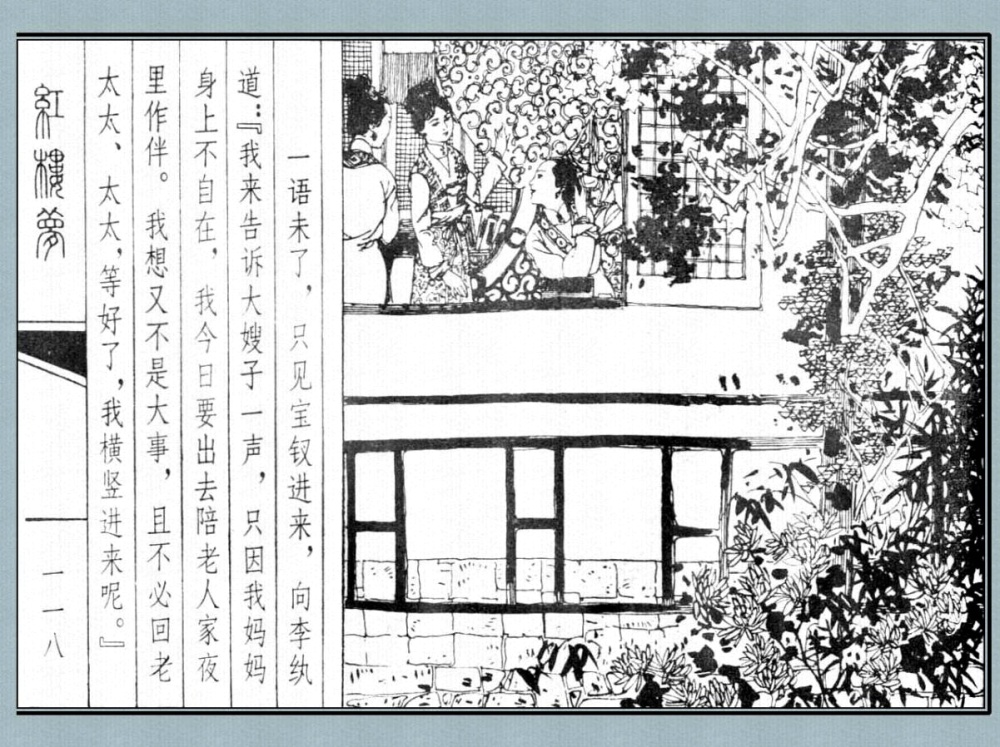 一语未了，只见宝钗进来，向李纨
道：『我来告诉大嫂子一声，只因我妈妈
身上不自在，我今日要出去陪老人家夜
里作伴。我想又不是大事，且不必回老
太太、太太，等好了，我横竖进来呢。』
紅樓夢
一一八